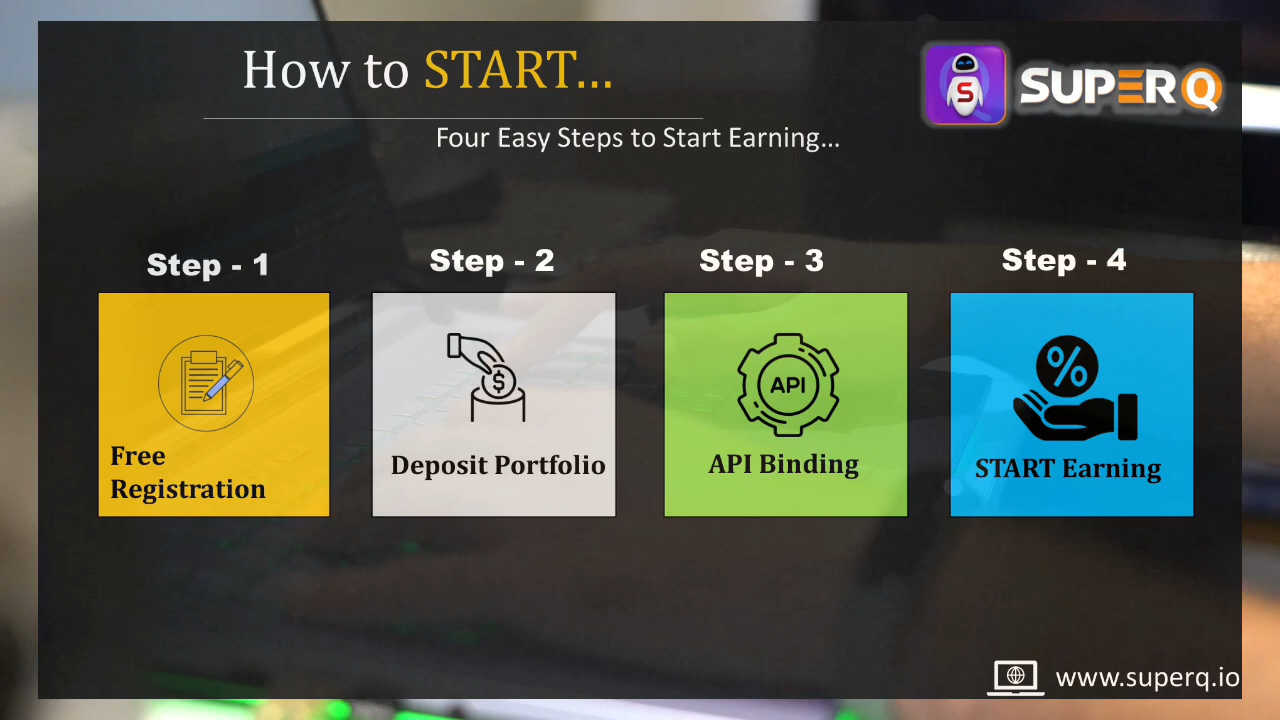 How to START...
SUPERQ
S
Four Easy Steps to Start Earning...
Step - 1
Step - 2
Step - 3
Step - 4
$
API
%
Free
Registration
Deposit Portfolio
API Binding
START Earning
www.superq.io